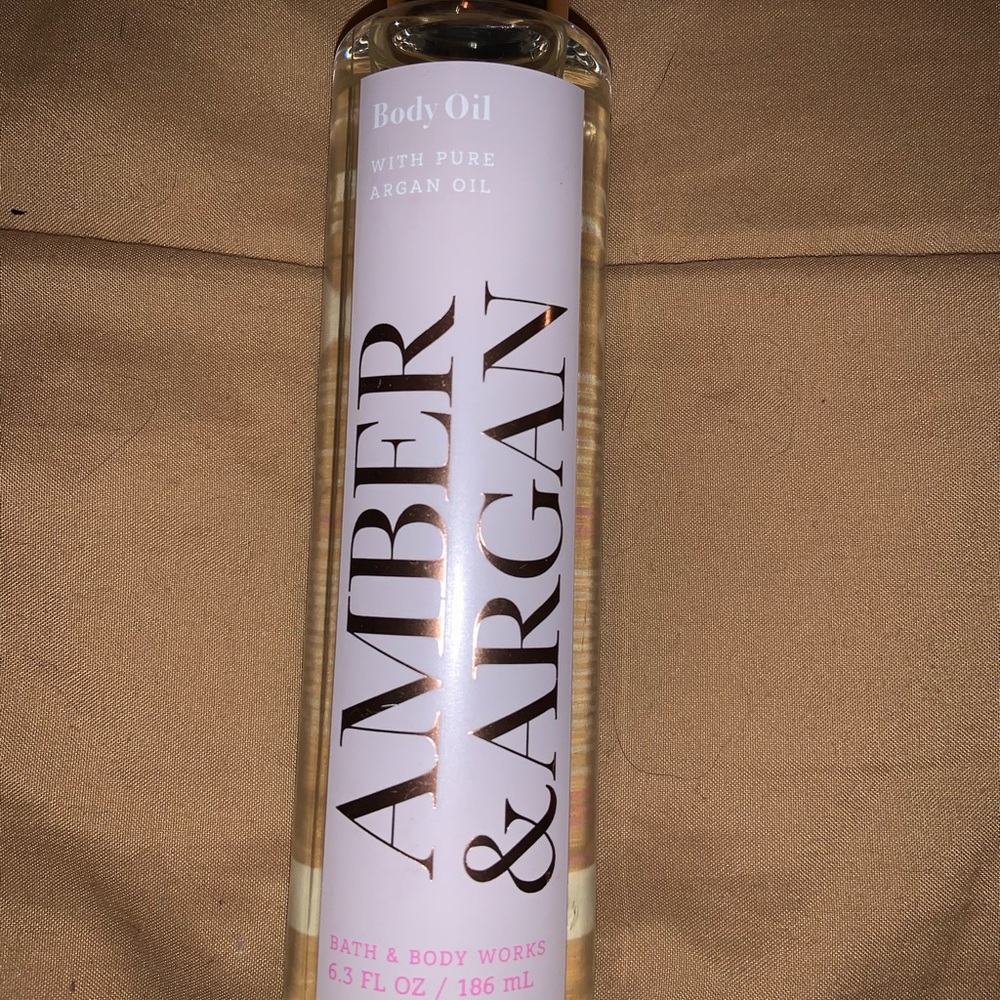 Body Oil
WITH PURE
ARGAN OIL
AMBER
& ARGAN
BATH & BODY WORKS
6.3 FL OZ / 186 mL